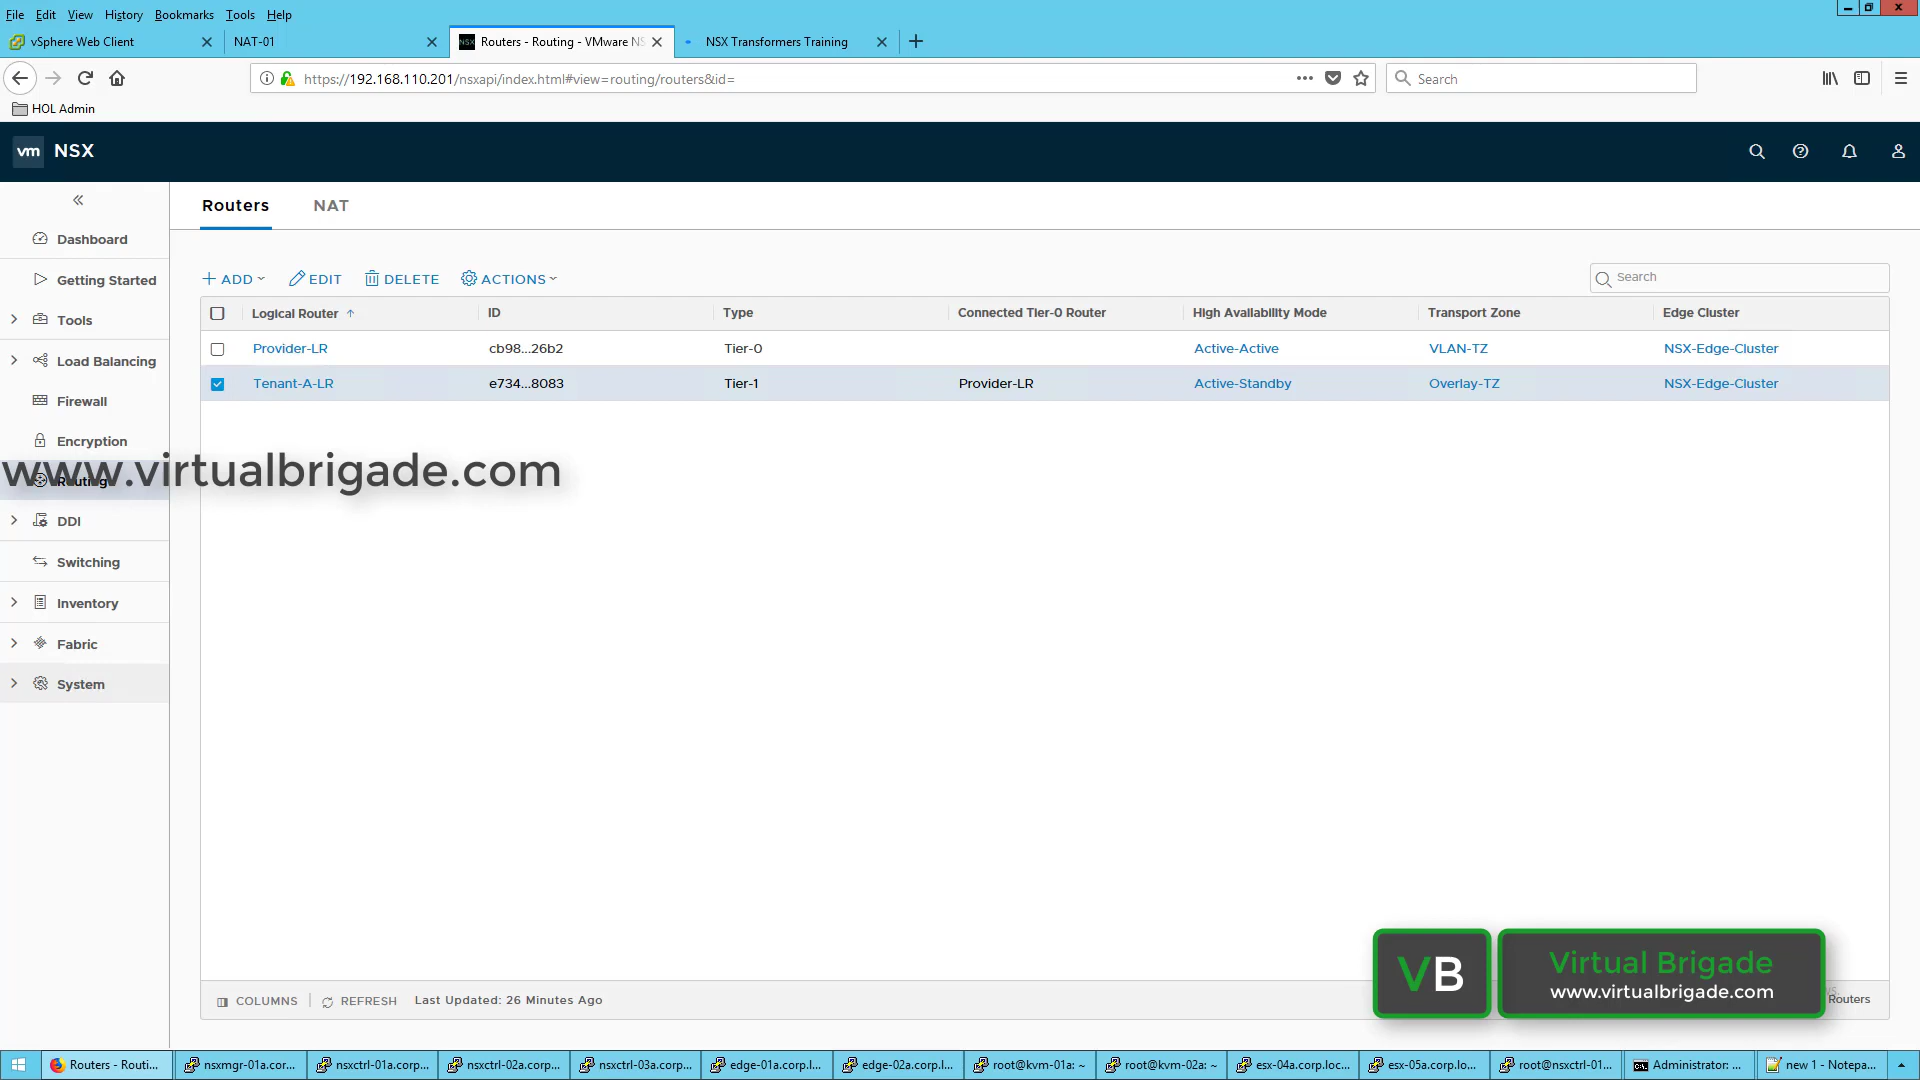 File Edit View History Bookmarks Tools Help
vSphere Web Client NAT-01 Routers - Routing - VMware NS NSX Transformers Training
https://192.168.110.201/nsxapi/index.html#view=routing/routers&id= Search
HOL Admin
vm NSX
Routers NAT
Dashboard
Getting Started
Tools
Load Balancing
Firewall
Encryption
Routing
DDI
Switching
Inventory
Fabric
System
ADD EDIT DELETE ACTIONS Search
Logical Router ID Type Connected Tier-0 Router High Availability Mode Transport Zone Edge Cluster
Provider-LR cb98...26b2 Tier-0 Active-Active VLAN-TZ NSX-Edge-Cluster
Tenant-A-LR e734...8083 Tier-1 Provider-LR Active-Standby Overlay-TZ NSX-Edge-Cluster
www.virtualbrigade.com
VB Virtual Brigade
www.virtualbrigade.com
COLUMNS REFRESH Last Updated: 26 Minutes Ago Routers
Routers - Routi... nsxmgr-01a.cor... nsxctrl-01a.corp... nsxctrl-02a.corp... nsxctrl-03a.corp... edge-01a.corp.l... edge-02a.corp.l... root@kvm-01a: ~ root@kvm-02a: ~ esx-04a.corp.loc... esx-05a.corp.lo... root@nsxctrl-01... Administrator: ... new 1 - Notepa...